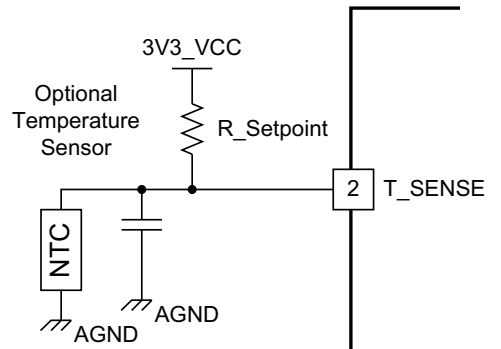 3V3_VCC
Optional
Temperature
Sensor
R_Setpoint
2
T_SENSE
NTC
AGND
AGND